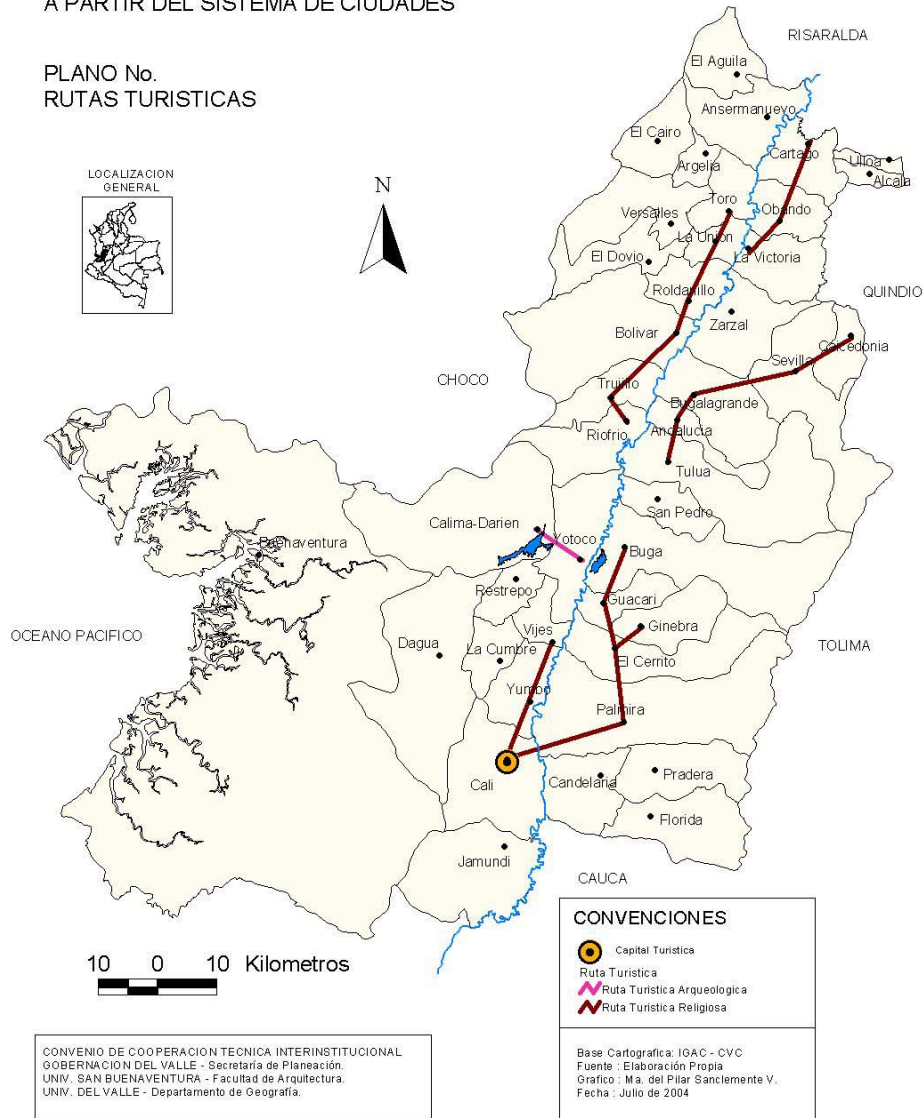 A PARTIR DEL SISTEMA DE CIUDADES
PLANO No.
RUTAS TURISTICAS
LOCALIZACION
GENERAL
N
RISARALDA
El Aguila
Ansermanuevo
El Cairo
Argelia
Cartago
Ulloa
Alcala
Toro
Versalles
Obando
La Union
La Victoria
El Dovio
Roldanillo
QUINDIO
Zarzal
Bolivar
Caicedonia
Sevilla
CHOCO
Trujillo
Bugalagrande
Riofrio
Andalucia
Tulua
San Pedro
Calima-Darien
Yotoco
Buenaventura
Buga
Restrepo
Guacari
Ginebra
Vijes
OCEANO PACIFICO
Dagua
La Cumbre
TOLIMA
El Cerrito
Yumbo
Palmira
Cali
Candelaria
Pradera
Florida
Jamundi
CAUCA
10 0 10 Kilometros
CONVENCIONES
Capital Turistica
Ruta Turistica
Ruta Turistica Arqueologica
Ruta Turistica Religiosa
CONVENIO DE COOPERACION TECNICA INTERINSTITUCIONAL
GOBERNACION DEL VALLE - Secretaría de Planeación.
UNIV. SAN BUENAVENTURA - Facultad de Arquitectura.
UNIV. DEL VALLE - Departamento de Geografía.
Base Cartografica: IGAC - CVC
Fuente : Elaboración Propia
Grafico : Ma. del Pilar Sanclemente V.
Fecha : Julio de 2004